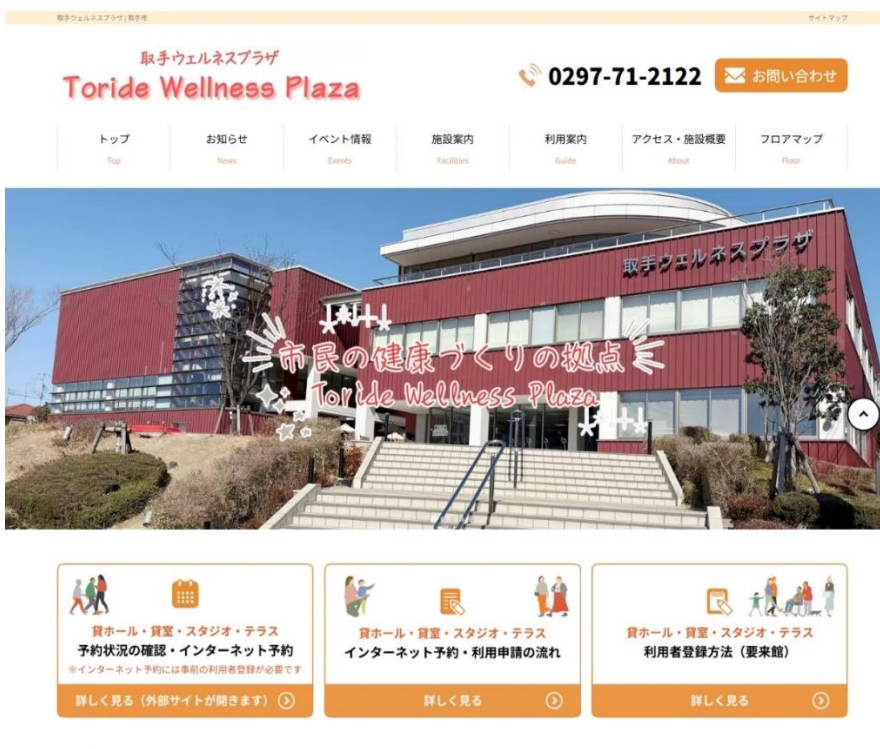 取手ウェルネスプラザ | 取手市
サイトマップ
取手ウェルネスプラザ
Toride Wellness Plaza
0297-71-2122
お問い合わせ
トップ
Top
お知らせ
News
イベント情報
Events
施設案内
Facilities
利用案内
Guide
アクセス・施設概要
About
フロアマップ
Floor
取手ウェルネスプラザ
市民の健康づくりの拠点
Toride Wellness Plaza
貸ホール・貸室・スタジオ・テラス
予約状況の確認・インターネット予約
※インターネット予約には事前の利用者登録が必要です
詳しく見る（外部サイトが開きます）
貸ホール・貸室・スタジオ・テラス
インターネット予約・利用申請の流れ
詳しく見る
貸ホール・貸室・スタジオ・テラス
利用者登録方法（要来館）
詳しく見る